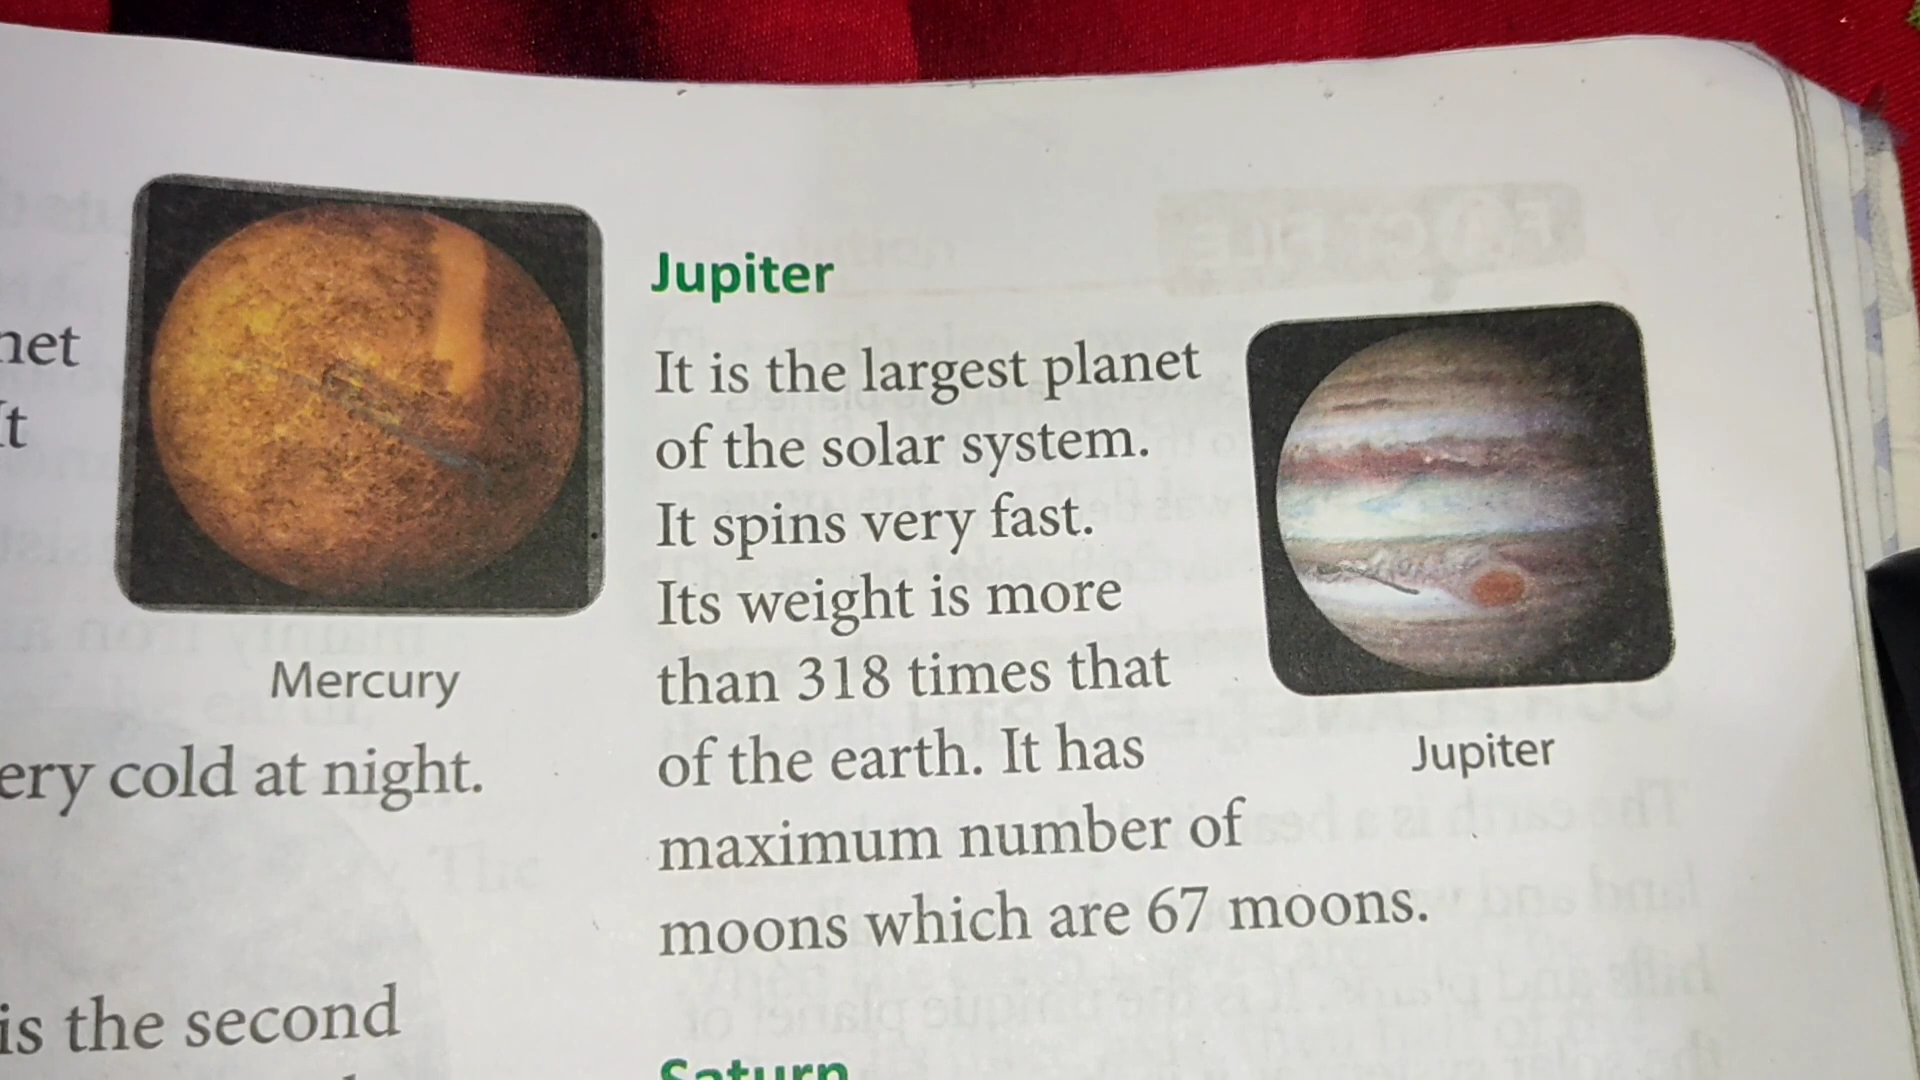 net
It
Mercury
ery cold at night.
is the second
Jupiter
It is the largest planet
of the solar system.
It spins very fast.
Its weight is more
than 318 times that
of the earth. It has
maximum number of
moons which are 67 moons.
Jupiter
Saturn